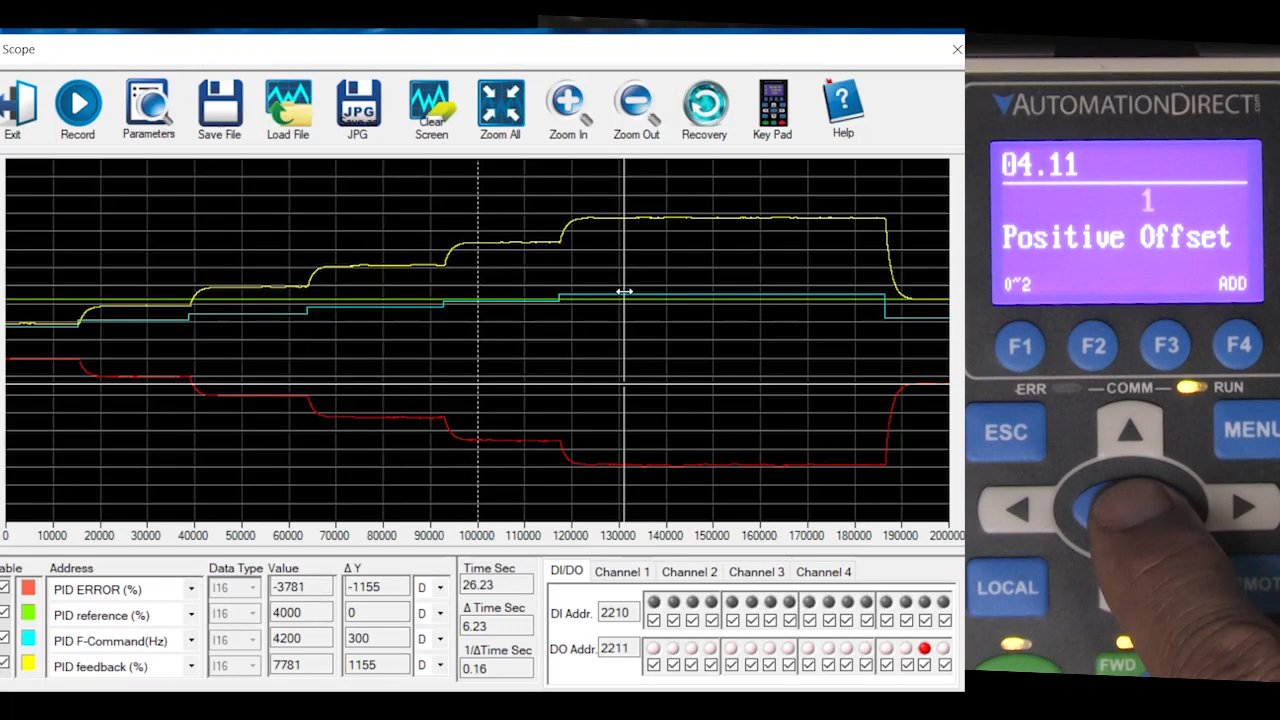 Scope
Exit Record Parameters Save File Load File JPG Clear Screen Zoom All Zoom In Zoom Out Recovery Key Pad Help
JPG
0 10000 20000 30000 40000 50000 60000 70000 80000 90000 100000 110000 120000 130000 140000 150000 160000 170000 180000 190000 200000
able Address Data Type Value Δ Y
PID ERROR (%) I16 -3781 -1155 D
PID reference (%) I16 4000 0 D
PID F-Command(Hz) I16 4200 300 D
PID feedback (%) I16 7781 1155 D
Time Sec
26.23
Δ Time Sec
6.23
1/ΔTime Sec
0.16
DI/DO Channel 1 Channel 2 Channel 3 Channel 4
DI Addr. 2210
DO Addr. 2211
AUTOMATIONDIRECT.com
04.11
1
Positive Offset
0~2 ADD
F1 F2 F3 F4
ERR COMM RUN
ESC MENU
LOCAL MOT
FWD